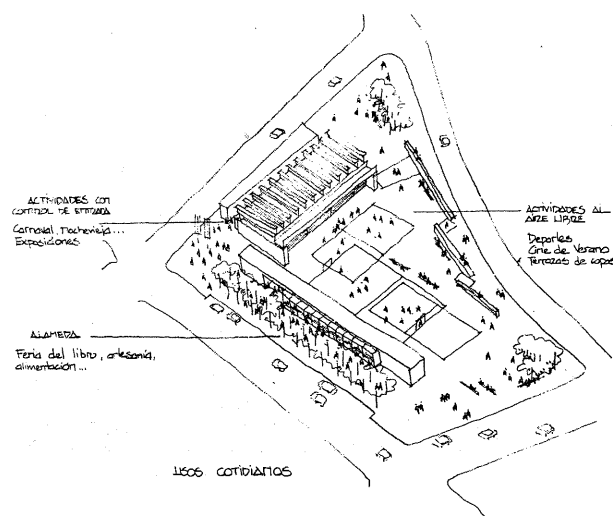 ACTIVIDADES CON
CONTROL DE ENTRADA
Carnaval, Nochevieja...
Exposiciones
ACTIVIDADES AL
AIRE LIBRE
Deportes
Cine de Verano
Terrazas de copas
ALAMEDA
Feria del libro, artesanía,
alimentación...
USOS COTIDIANOS